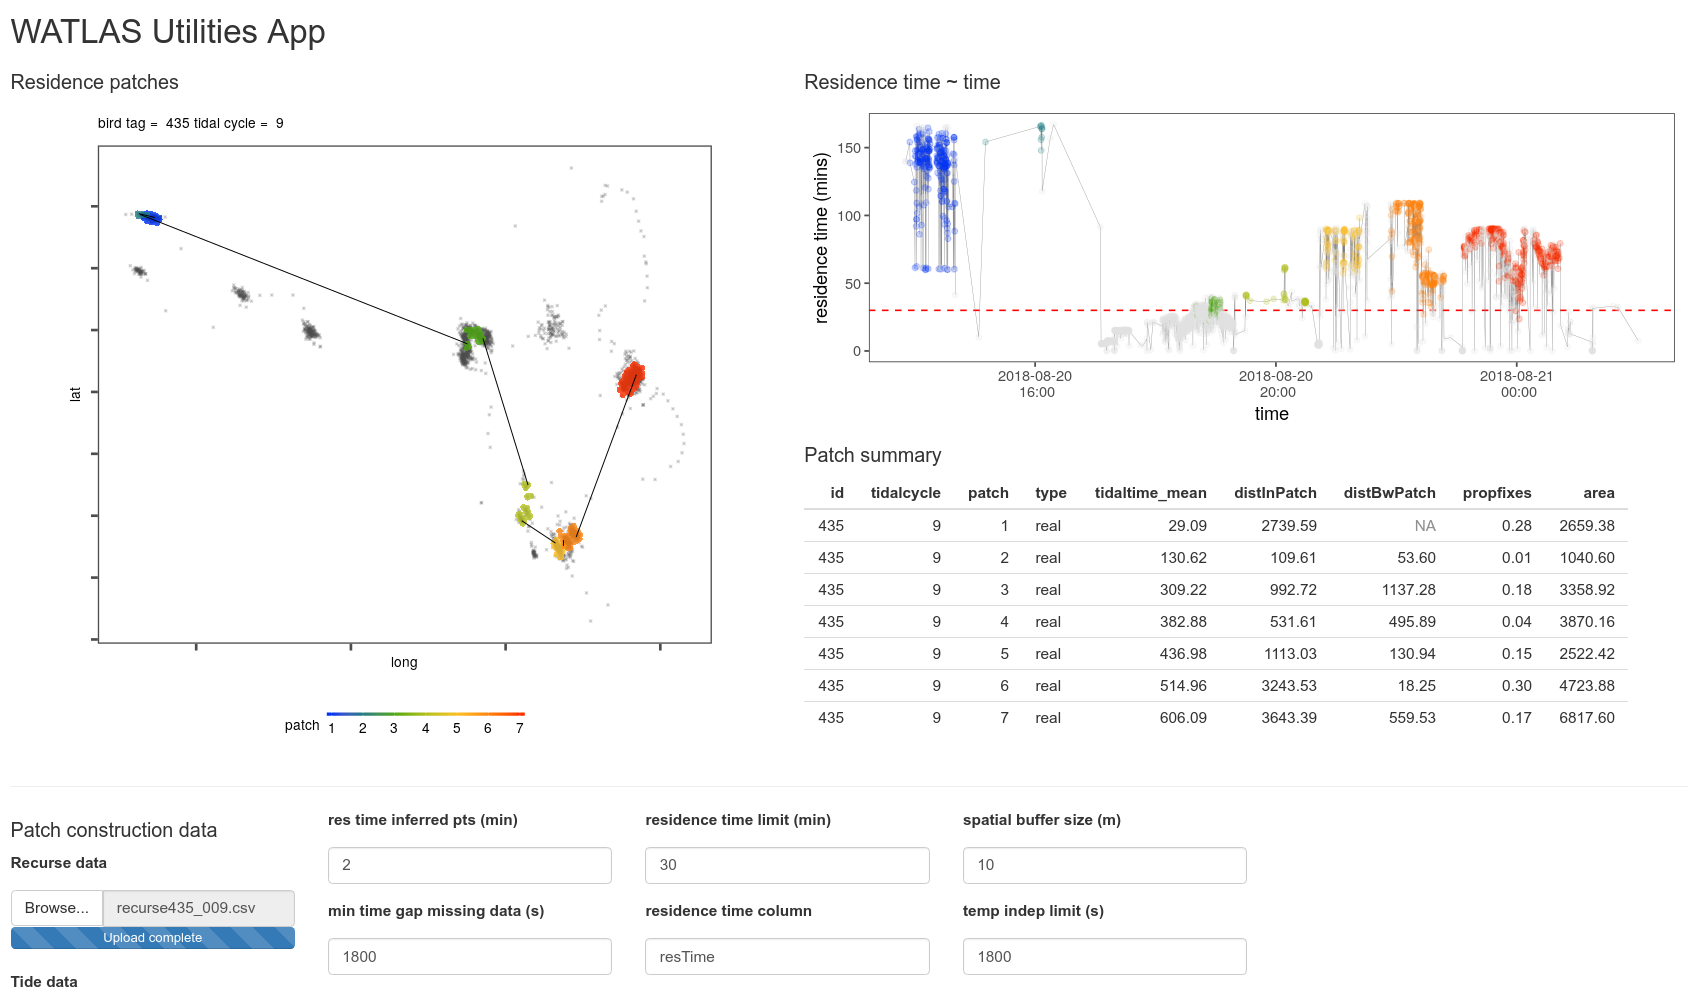 WATLAS Utilities App
Residence patches
bird tag =  435 tidal cycle =  9
lat
long
patch
1 2 3 4 5 6 7
Residence time ~ time
residence time (mins)
150
100
50
0
2018-08-20 2018-08-20 2018-08-21
16:00 20:00 00:00
time
Patch summary
id tidalcycle patch type tidaltime_mean distInPatch distBwPatch propfixes area
435 9 1 real 29.09 2739.59 NA 0.28 2659.38
435 9 2 real 130.62 109.61 53.60 0.01 1040.60
435 9 3 real 309.22 992.72 1137.28 0.18 3358.92
435 9 4 real 382.88 531.61 495.89 0.04 3870.16
435 9 5 real 436.98 1113.03 130.94 0.15 2522.42
435 9 6 real 514.96 3243.53 18.25 0.30 4723.88
435 9 7 real 606.09 3643.39 559.53 0.17 6817.60
Patch construction data
Recurse data
Browse... recurse435_009.csv
Upload complete
Tide data
res time inferred pts (min)
2
min time gap missing data (s)
1800
residence time limit (min)
30
residence time column
resTime
spatial buffer size (m)
10
temp indep limit (s)
1800